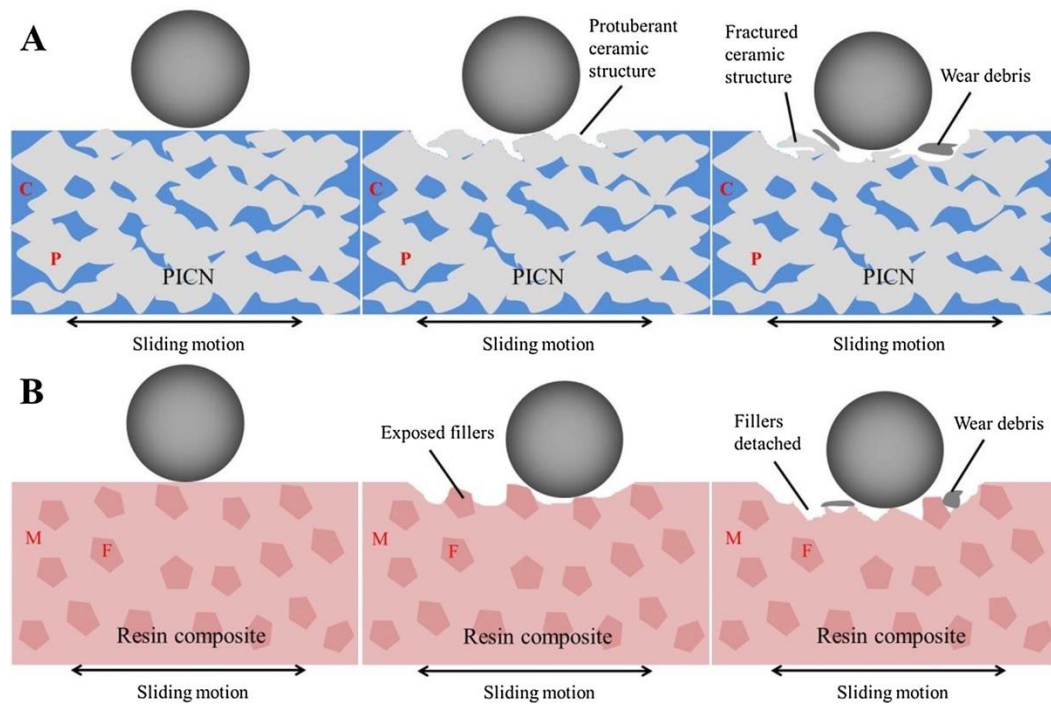 A
Protuberant
ceramic
structure
Fractured
ceramic
structure
Wear debris
C
P
PICN
C
P
PICN
C
P
PICN
Sliding motion
Sliding motion
Sliding motion
B
Exposed fillers
Fillers
detached
Wear debris
M
F
Resin composite
M
F
Resin composite
M
F
Resin composite
Sliding motion
Sliding motion
Sliding motion